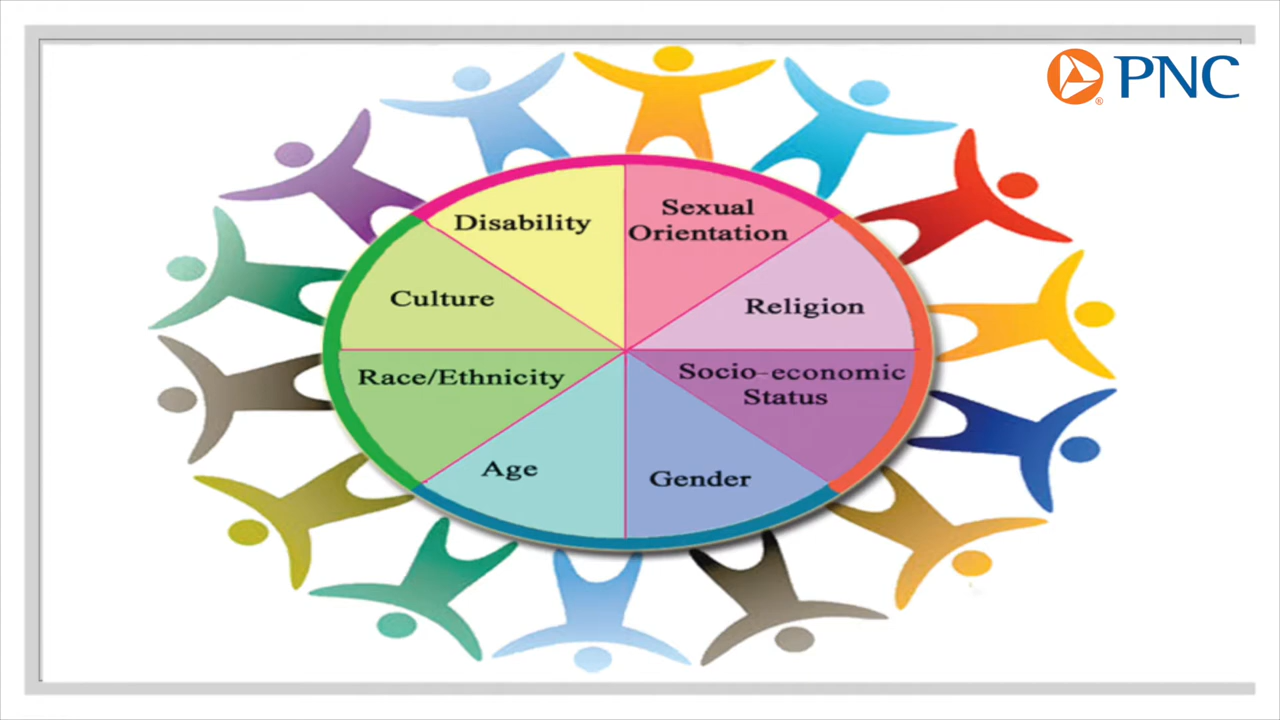 PNC
Disability
Sexual
Orientation
Culture
Religion
Race/Ethnicity
Socio-economic
Status
Age
Gender